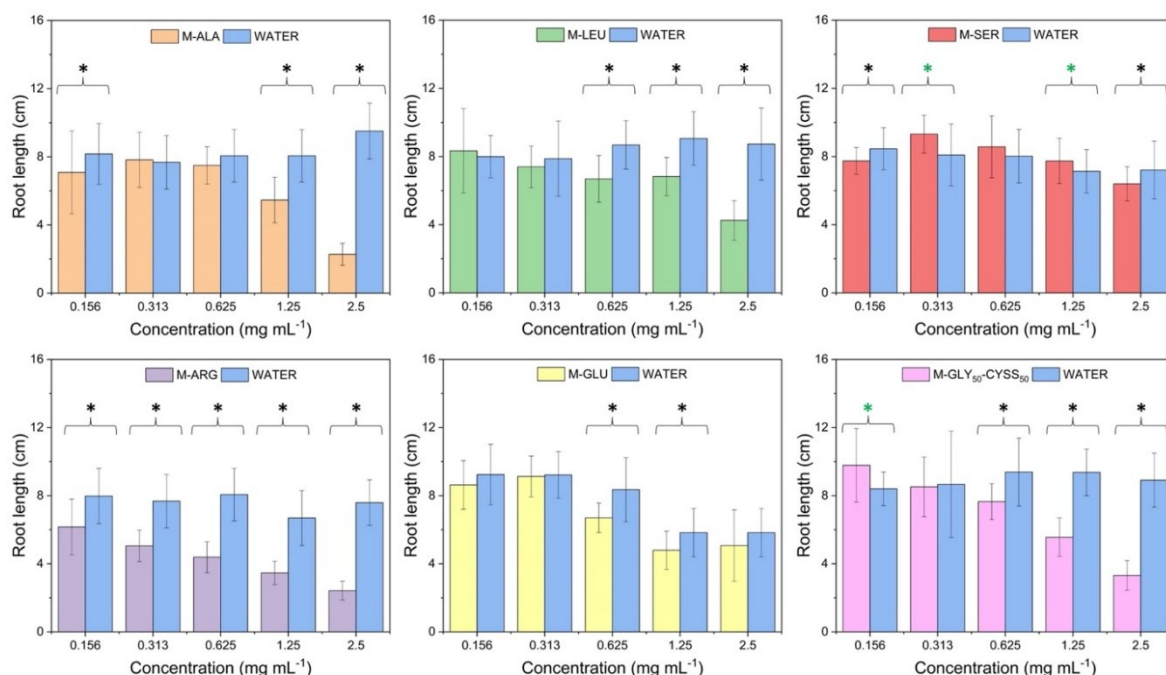 M-ALA WATER
* * *
Root length (cm)
16
12
8
4
0
0.156 0.313 0.625 1.25 2.5
Concentration (mg mL⁻¹)
M-LEU WATER
* * *
Root length (cm)
16
12
8
4
0
0.156 0.313 0.625 1.25 2.5
Concentration (mg mL⁻¹)
M-SER WATER
* * * *
Root length (cm)
16
12
8
4
0
0.156 0.313 0.625 1.25 2.5
Concentration (mg mL⁻¹)
M-ARG WATER
* * * * *
Root length (cm)
16
12
8
4
0
0.156 0.313 0.625 1.25 2.5
Concentration (mg mL⁻¹)
M-GLU WATER
* *
Root length (cm)
16
12
8
4
0
0.156 0.313 0.625 1.25 2.5
Concentration (mg mL⁻¹)
M-GLY₅₀-CYSS₅₀ WATER
* * * *
Root length (cm)
16
12
8
4
0
0.156 0.313 0.625 1.25 2.5
Concentration (mg mL⁻¹)